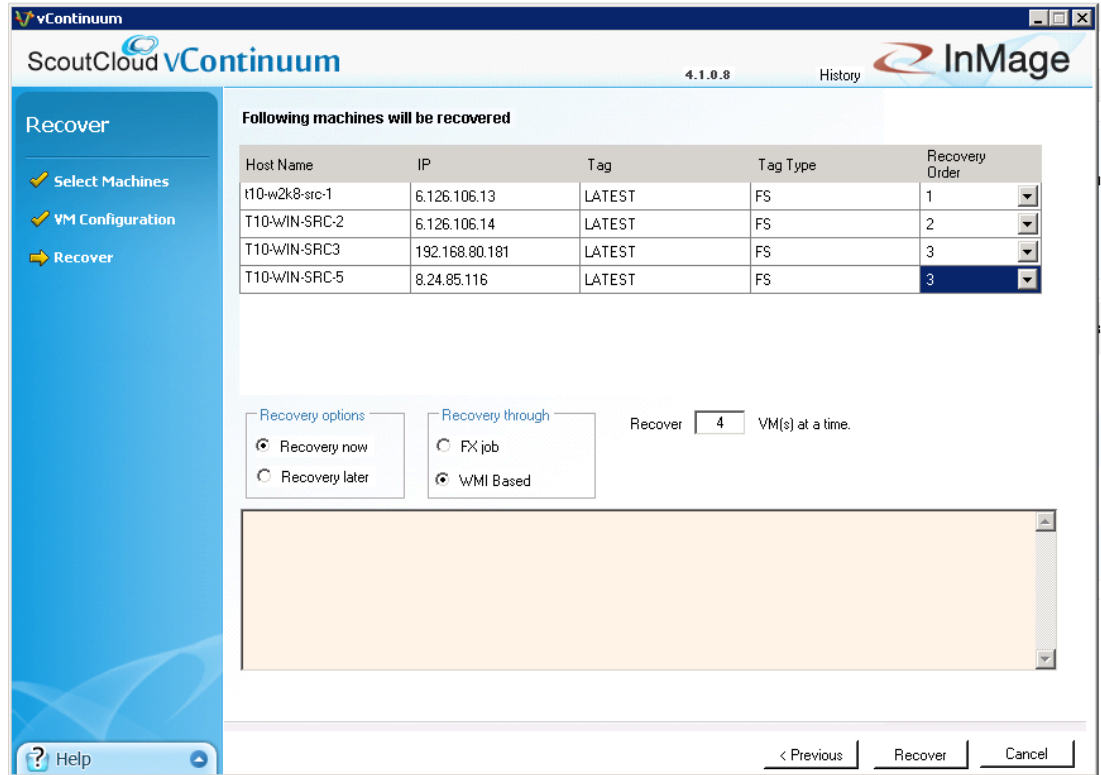 vContinuum
ScoutCloud vContinuum
4.1.0.8
History
InMage
Recover
Select Machines
VM Configuration
Recover
Following machines will be recovered
Host Name IP Tag Tag Type Recovery Order
t10-w2k8-src-1 6.126.106.13 LATEST FS 1
T10-WIN-SRC-2 6.126.106.14 LATEST FS 2
T10-WIN-SRC3 192.168.80.181 LATEST FS 3
T10-WIN-SRC-5 8.24.85.116 LATEST FS 3
Recovery options
Recovery now
Recovery later
Recovery through
FX job
WMI Based
Recover 4 VM(s) at a time.
? Help
< Previous Recover Cancel